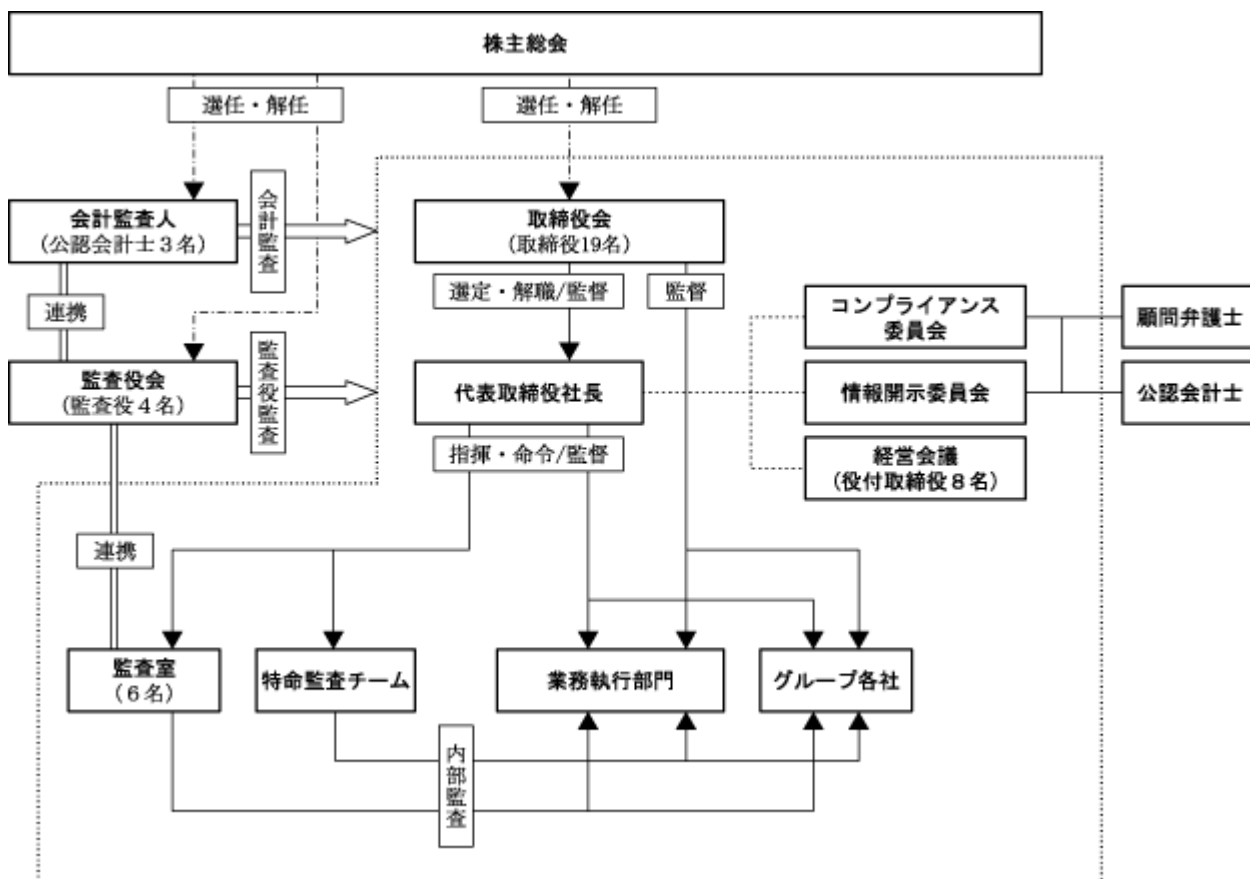 株主総会
選任・解任
選任・解任
会計監査人
(公認会計士３名)
会計監査
取締役会
(取締役19名)
連携
選定・解職/監督
監督
コンプライアンス
委員会
顧問弁護士
監査役会
(監査役４名)
監査役監査
代表取締役社長
情報開示委員会
公認会計士
指揮・命令/監督
経営会議
(役付取締役８名)
連携
監査室
(６名)
特命監査チーム
業務執行部門
グループ各社
内部監査